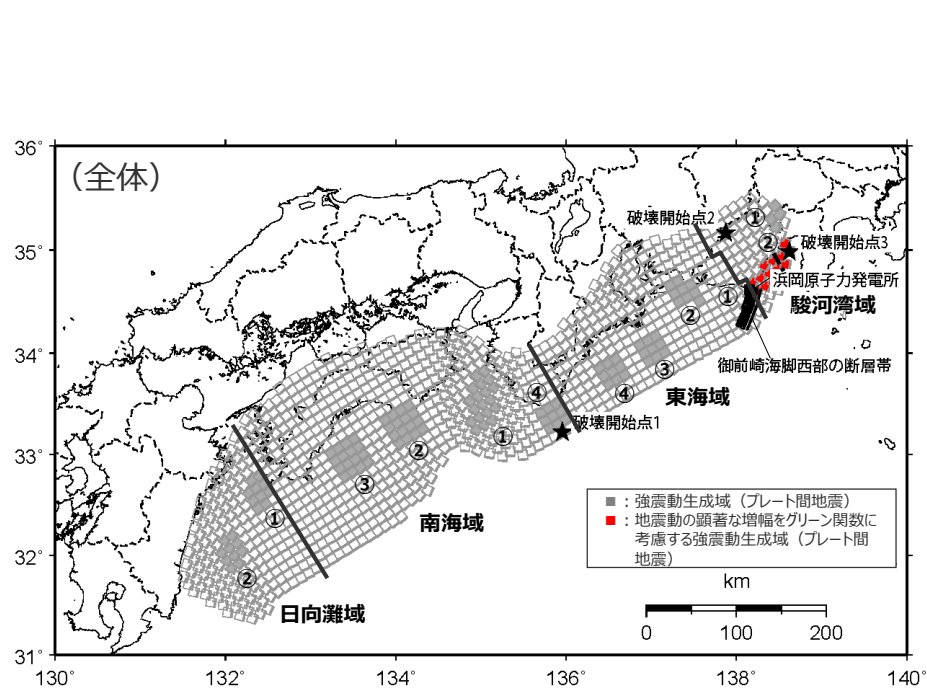 36°
（全体）
破壊開始点2
①
②
破壊開始点3
35°
浜岡原子力発電所
①
駿河湾域
②
34°
御前崎海脚西部の断層帯
③
④
④
東海域
破壊開始点1
①
②
33°
③
強震動生成域（プレート間地震）
：
①
南海域
：地震動の顕著な増幅をグリーン関数に
考慮する強震動生成域（プレート間
地震）
32°
②
km
日向灘域
0 100 200
31°
130° 132° 134° 136° 138° 140°